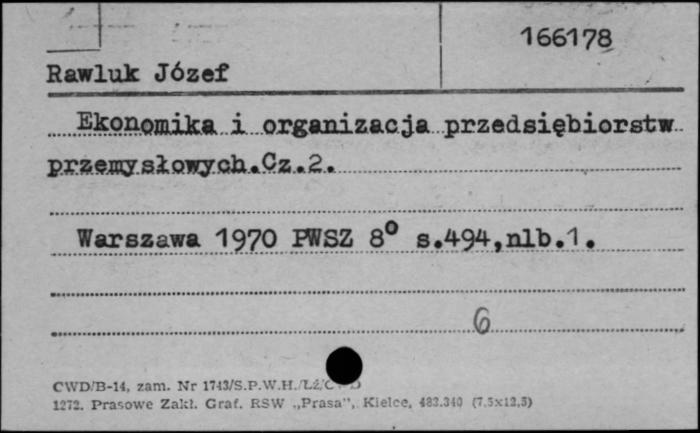 166178
Rawluk Józef
Ekonomika i organizacja przedsiębiorstw
przemysłowych.Cz.2.
Warszawa 1970 PWSZ 8° s.494,nlb.1.
6
CWD/B-14, zam. Nr 1743/S.P.W.H./Łź/C
1272. Prasowe Zakł. Graf. RSW „Prasa”, Kielce, 483.340 (7.5x12,5)